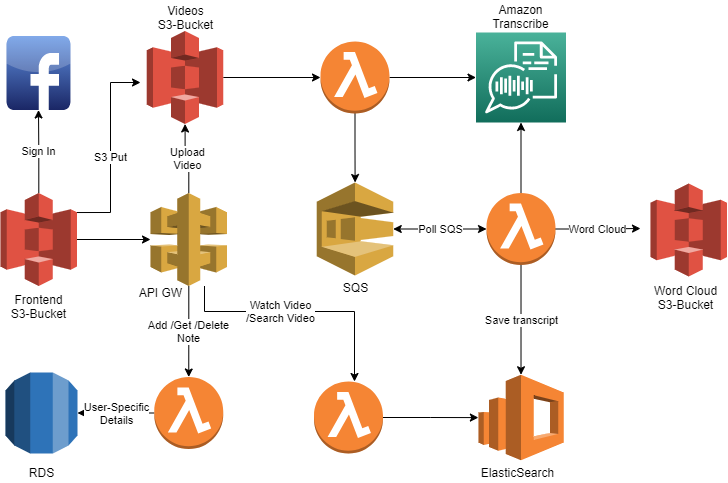 Videos
S3-Bucket
Amazon
Transcribe
Sign In
S3 Put
Upload
Video
Poll SQS
Word Cloud
Frontend
S3-Bucket
API GW
SQS
Word Cloud
S3-Bucket
Watch Video
/Search Video
Add /Get /Delete
Note
Save transcript
User-Specific
Details
RDS
ElasticSearch